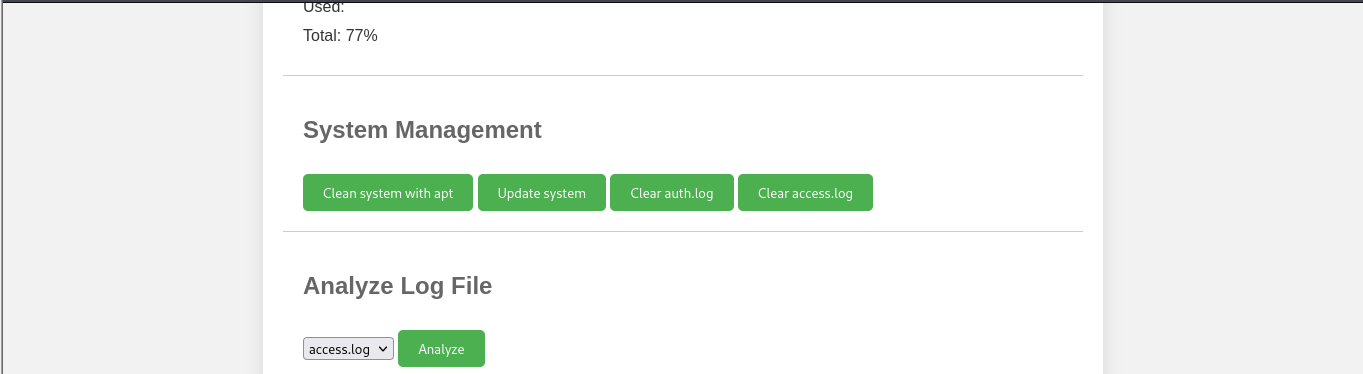 Used:
Total: 77%
System Management
Clean system with apt Update system Clear auth.log Clear access.log
Analyze Log File
access.log Analyze